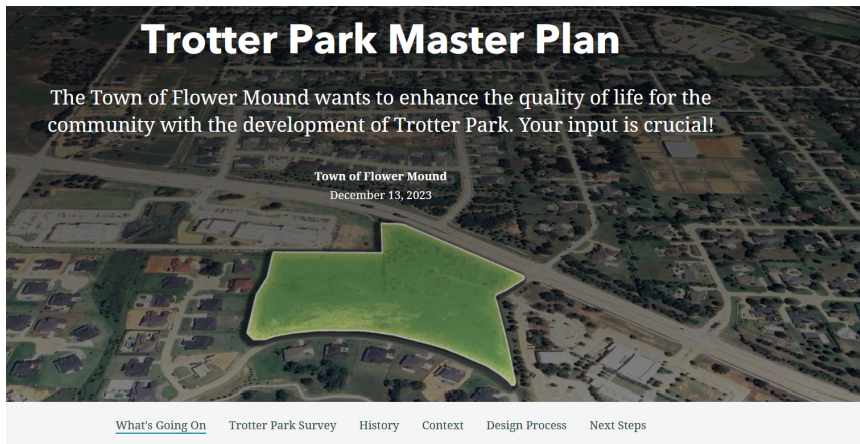 Trotter Park Master Plan
The Town of Flower Mound wants to enhance the quality of life for the
community with the development of Trotter Park. Your input is crucial!
Town of Flower Mound
December 13, 2023
What's Going On Trotter Park Survey History Context Design Process Next Steps